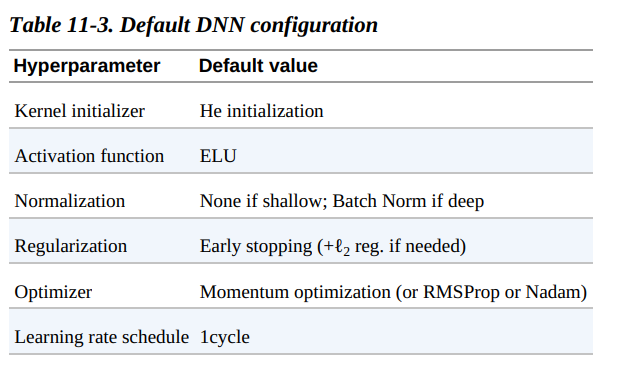 Table 11-3. Default DNN configuration
Hyperparameter Default value
Kernel initializer He initialization
Activation function ELU
Normalization None if shallow; Batch Norm if deep
Regularization Early stopping (+ℓ₂ reg. if needed)
Optimizer Momentum optimization (or RMSProp or Nadam)
Learning rate schedule 1cycle